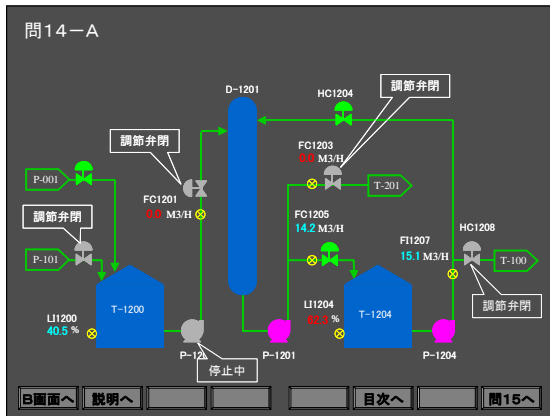 問14－A
D-1201
HC1204
調節弁閉
調節弁閉
FC1203
0.0 M3/H
P-001
T-201
FC1201
0.0 M3/H
調節弁閉
FC1205
14.2 M3/H
HC1208
P-101
FI1207
15.1 M3/H
T-100
T-1200
LI1204
%
T-1204
調節弁閉
LI1200
40.5 %
P-1201
P-1204
停止中
B画面へ
説明へ
目次へ
問15へ